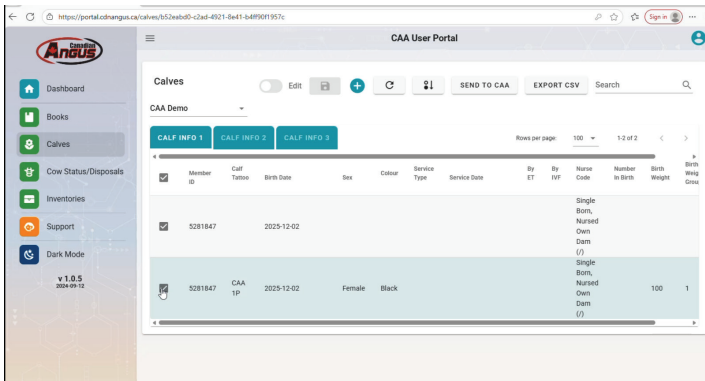 https://portal.cdnangus.ca/calves/b52eabd0-c2ad-4921-8e41-b4ff90f1957c
Sign in
Canadian
ANGUS
CAA User Portal
Dashboard
Books
Calves
Cow Status/Disposals
Inventories
Support
Dark Mode
v 1.0.5
2024-09-12
Calves
Edit
SEND TO CAA
EXPORT CSV
Search
CAA Demo
CALF INFO 1
CALF INFO 2
CALF INFO 3
Rows per page:
100
1-2 of 2
Member ID
Calf Tattoo
Birth Date
Sex
Colour
Service Type
Service Date
By ET
By IVF
Nurse Code
Number In Birth
Birth Weight
Birth Weig Grou
5281847
2025-12-02
Single
Born,
Nursed
Own
Dam
(/)
5281847
CAA
1P
2025-12-02
Female
Black
Single
Born,
Nursed
Own
Dam
(/)
100
1